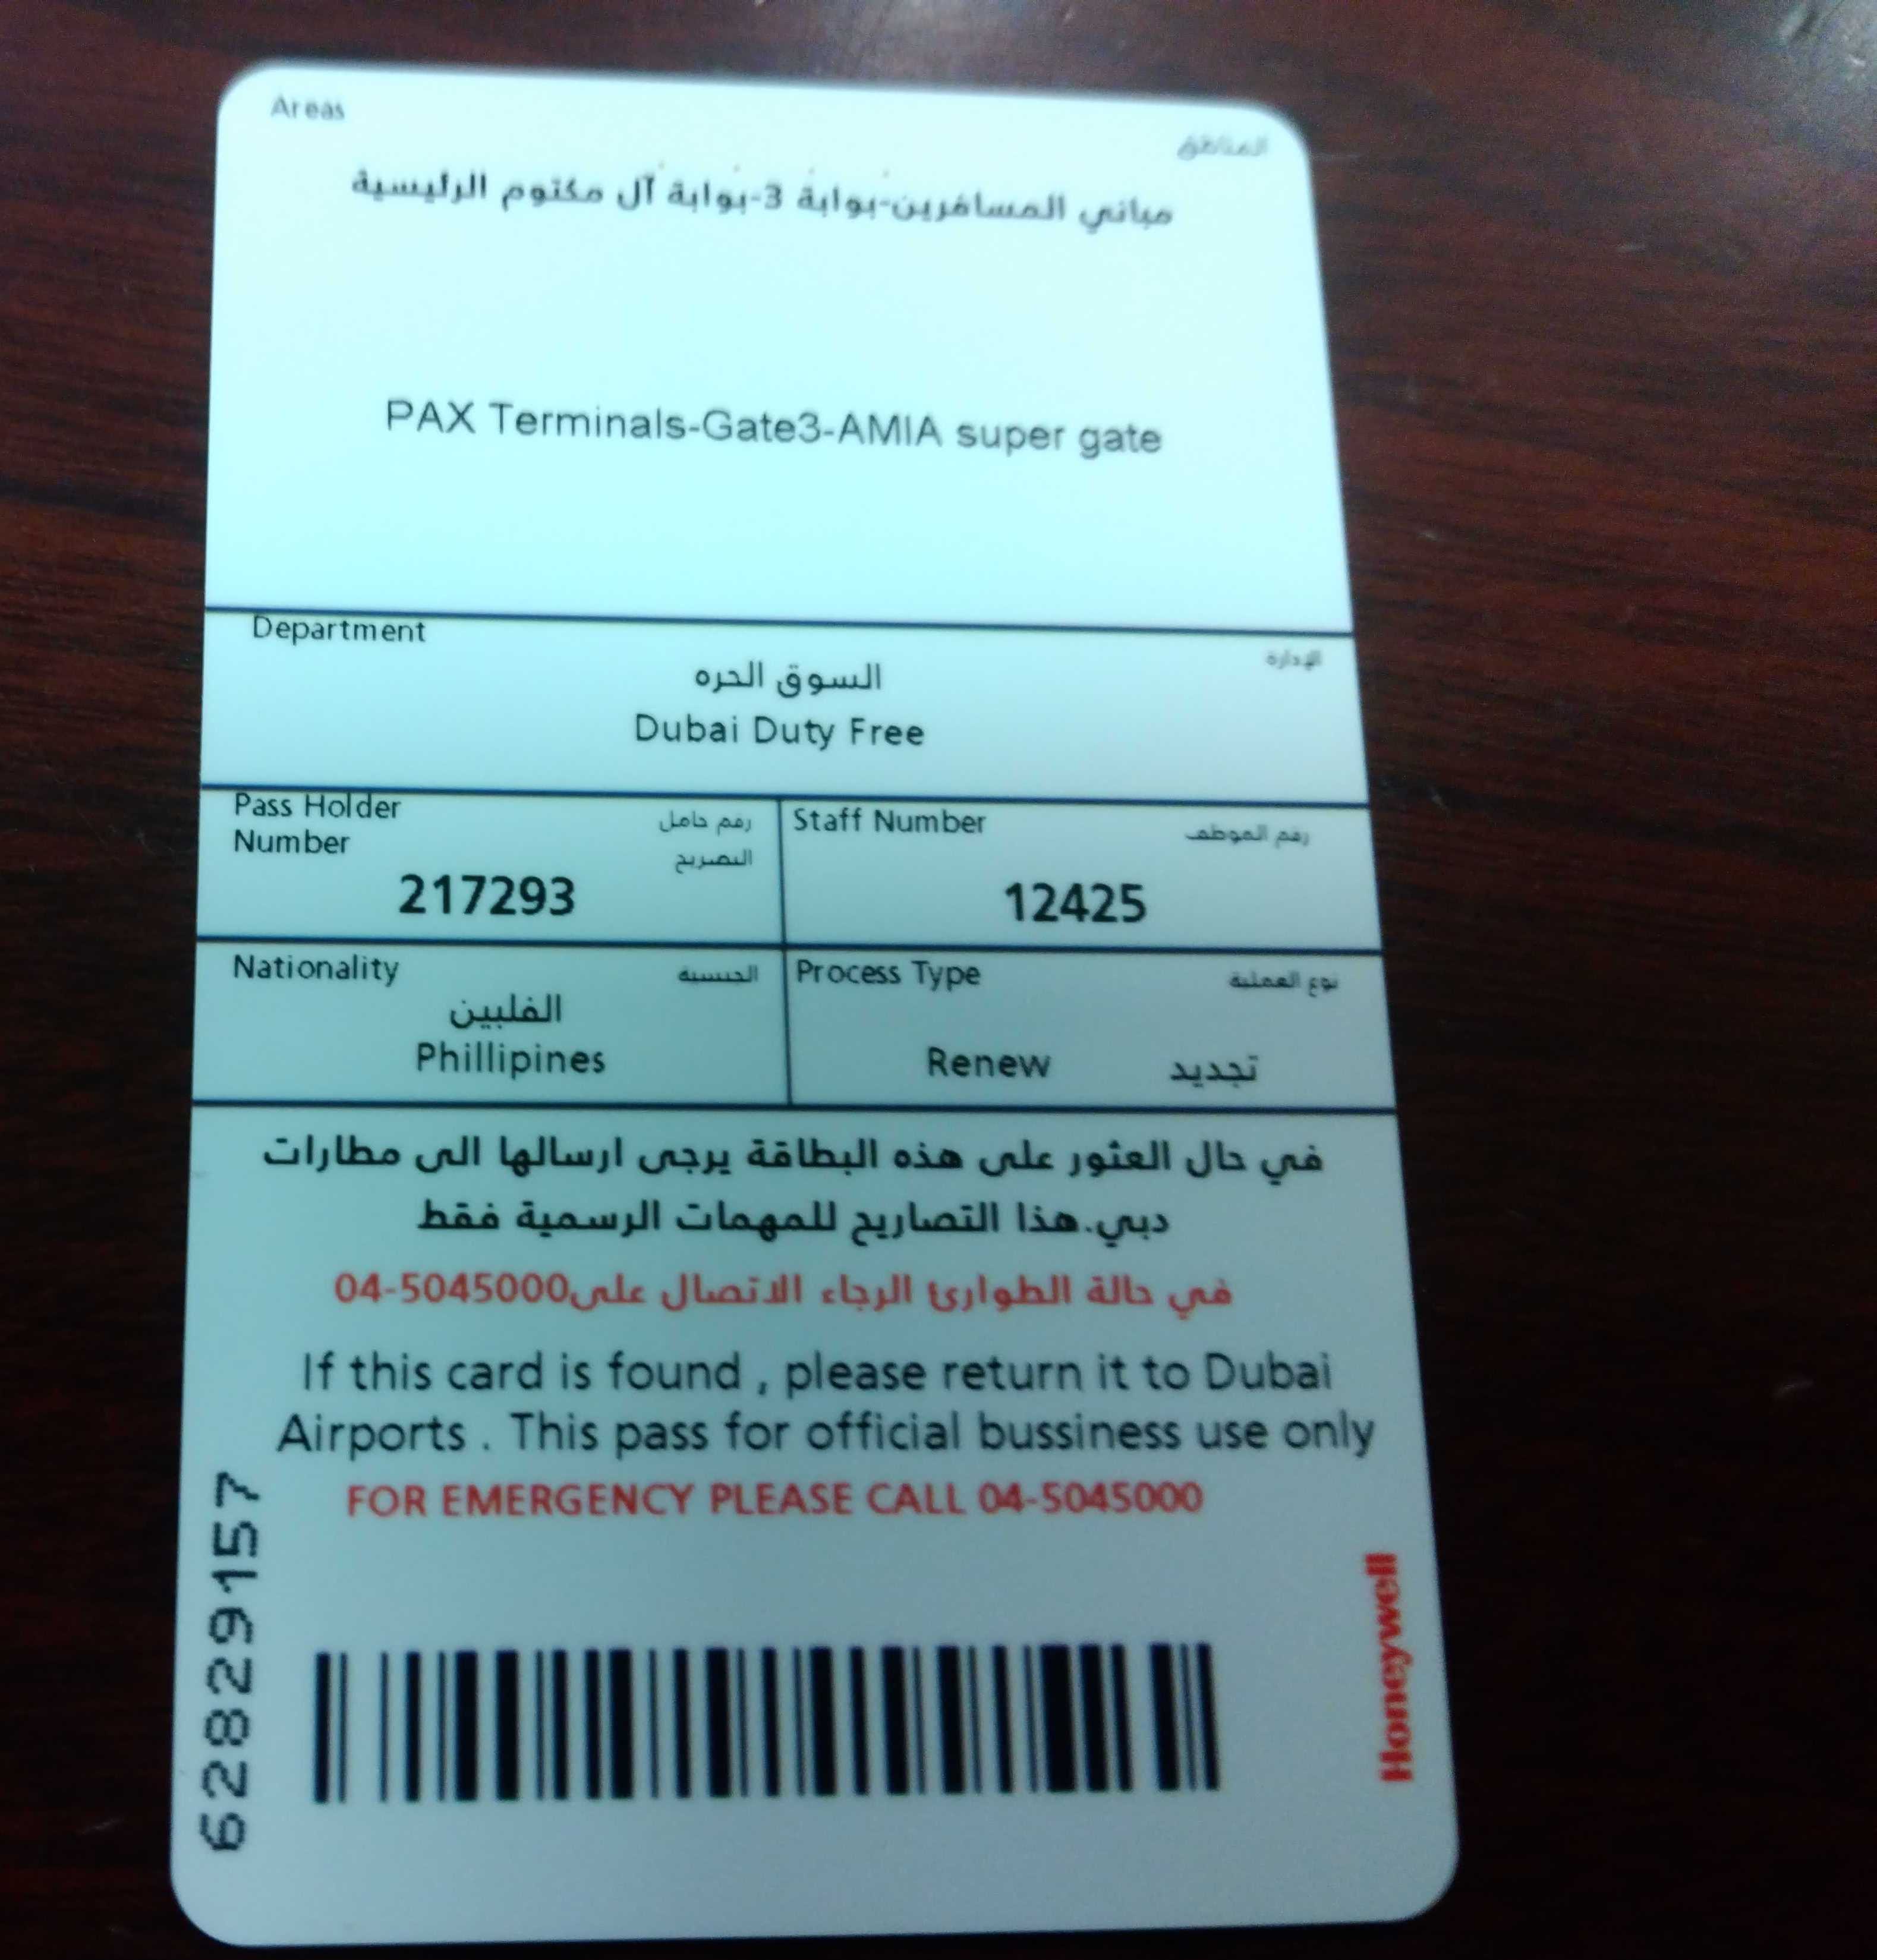 Areas
المناطق
مباني المسافرين-بوابة 3-بوابة آل مكتوم الرئيسية
PAX Terminals-Gate3-AMIA super gate
Department
الإدارة
السوق الحره
Dubai Duty Free
Pass Holder
Number
رقم حامل
التصريح
217293
Staff Number
رقم الموظف
12425
Nationality
الجنسية
الفلبين
Phillipines
Process Type
نوع العملية
Renew تجديد
في حال العثور على هذه البطاقة يرجى ارسالها الى مطارات
دبي.هذا التصاريح للمهمات الرسمية فقط
في حالة الطوارئ الرجاء الاتصال على04-5045000
If this card is found , please return it to Dubai
Airports . This pass for official bussiness use only
FOR EMERGENCY PLEASE CALL 04-5045000
62829157
Honeywell